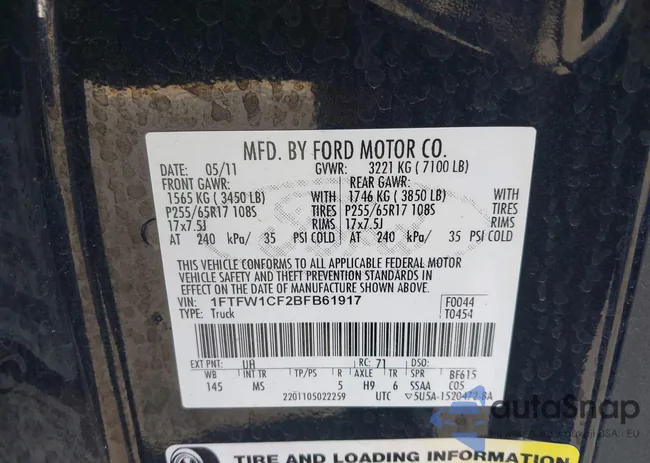 MFD. BY FORD MOTOR CO.
DATE: 05/11 GVWR: 3221 KG ( 7100 LB)
FRONT GAWR: REAR GAWR:
1565 KG ( 3450 LB) WITH 1746 KG ( 3850 LB) WITH
P255/65R17 108S TIRES P255/65R17 108S TIRES
17x7.5J RIMS 17x7.5J RIMS
AT 240 kPa/ 35 PSI COLD AT 240 kPa/ 35 PSI COLD
THIS VEHICLE CONFORMS TO ALL APPLICABLE FEDERAL MOTOR
VEHICLE SAFETY AND THEFT PREVENTION STANDARDS IN
EFFECT ON THE DATE OF MANUFACTURE SHOWN ABOVE.
VIN: 1FTFW1CF2BFB61917 F0044
TYPE: Truck T0454
EXT PNT: UA RC: 71 DSO:
WB INT TR TP/PS R AXLE TR SPR BF615
145 MS 5 H9 6 SSAA C05
2201105022259 UTC 5U5A-1520472-BA
autoSnap
TIRE AND LOADING INFORMATION